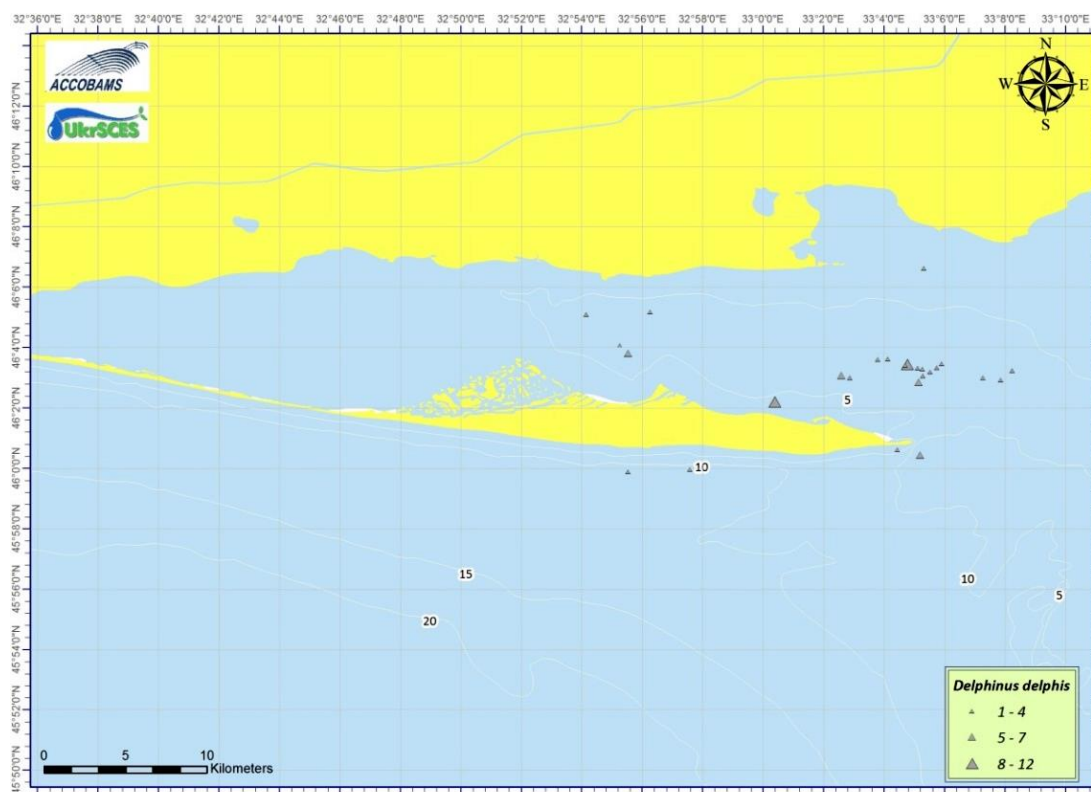 32°36'0"E 32°38'0"E 32°40'0"E 32°42'0"E 32°44'0"E 32°46'0"E 32°48'0"E 32°50'0"E 32°52'0"E 32°54'0"E 32°56'0"E 32°58'0"E 33°0'0"E 33°2'0"E 33°4'0"E 33°6'0"E 33°8'0"E 33°10'0"E
ACCOBAMS
UkrSCES
N
W E
S
46°12'0"N
46°10'0"N
46°8'0"N
46°6'0"N
46°4'0"N
46°2'0"N
46°0'0"N
45°58'0"N
45°56'0"N
45°54'0"N
45°52'0"N
45°50'0"N
5
10
15
10
5
20
Delphinus delphis
1 - 4
5 - 7
8 - 12
0 5 10
Kilometers